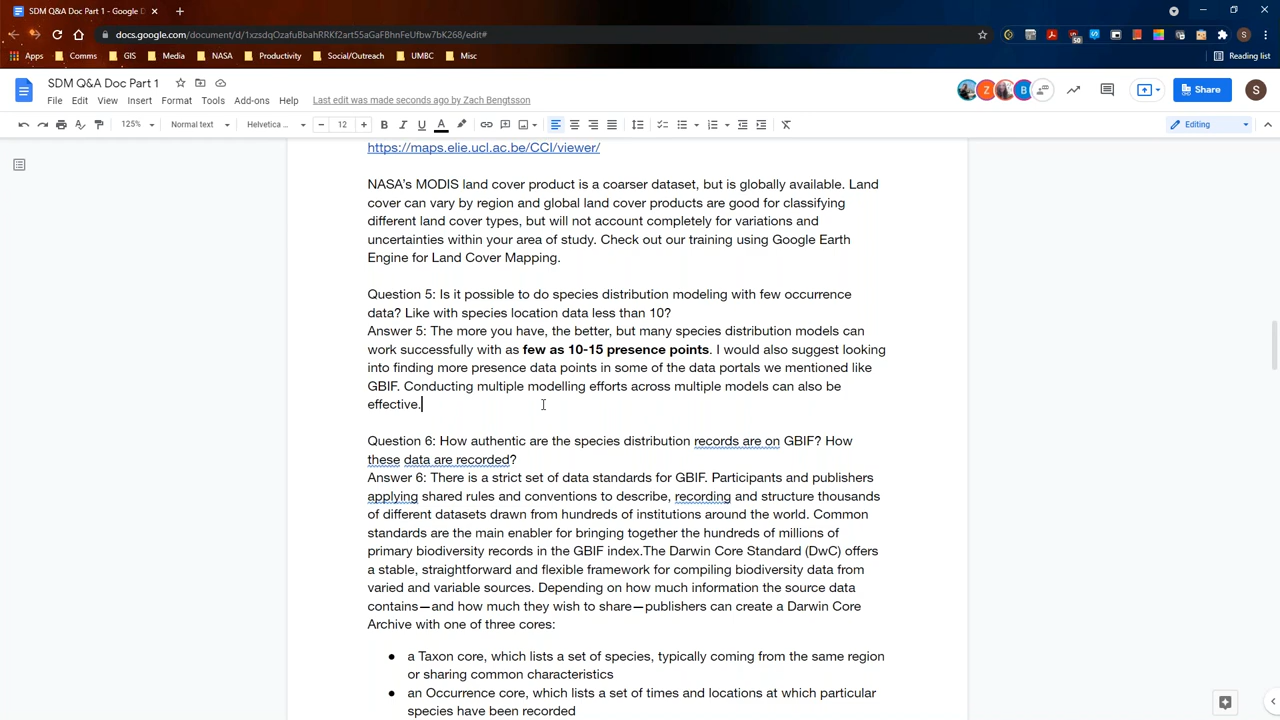 SDM Q&A Doc Part 1 - Google D
docs.google.com/document/d/1xzsdqOzafuBbahRRKf2art55aGaFBhnFeUfbw7bK268/edit#
Apps Comms GIS Media NASA Productivity Social/Outreach UMBC Misc Reading list
SDM Q&A Doc Part 1
File Edit View Insert Format Tools Add-ons Help Last edit was made seconds ago by Zach Bengtsson
Z B Share S
125% Normal text Helvetica ... 12 Editing
https://maps.elie.ucl.ac.be/CCI/viewer/
NASA's MODIS land cover product is a coarser dataset, but is globally available. Land
cover can vary by region and global land cover products are good for classifying
different land cover types, but will not account completely for variations and
uncertainties within your area of study. Check out our training using Google Earth
Engine for Land Cover Mapping.
Question 5: Is it possible to do species distribution modeling with few occurrence
data? Like with species location data less than 10?
Answer 5: The more you have, the better, but many species distribution models can
work successfully with as few as 10-15 presence points. I would also suggest looking
into finding more presence data points in some of the data portals we mentioned like
GBIF. Conducting multiple modelling efforts across multiple models can also be
effective.
Question 6: How authentic are the species distribution records are on GBIF? How
these data are recorded?
Answer 6: There is a strict set of data standards for GBIF. Participants and publishers
applying shared rules and conventions to describe, recording and structure thousands
of different datasets drawn from hundreds of institutions around the world. Common
standards are the main enabler for bringing together the hundreds of millions of
primary biodiversity records in the GBIF index.The Darwin Core Standard (DwC) offers
a stable, straightforward and flexible framework for compiling biodiversity data from
varied and variable sources. Depending on how much information the source data
contains—and how much they wish to share—publishers can create a Darwin Core
Archive with one of three cores:
● a Taxon core, which lists a set of species, typically coming from the same region
or sharing common characteristics
● an Occurrence core, which lists a set of times and locations at which particular
species have been recorded